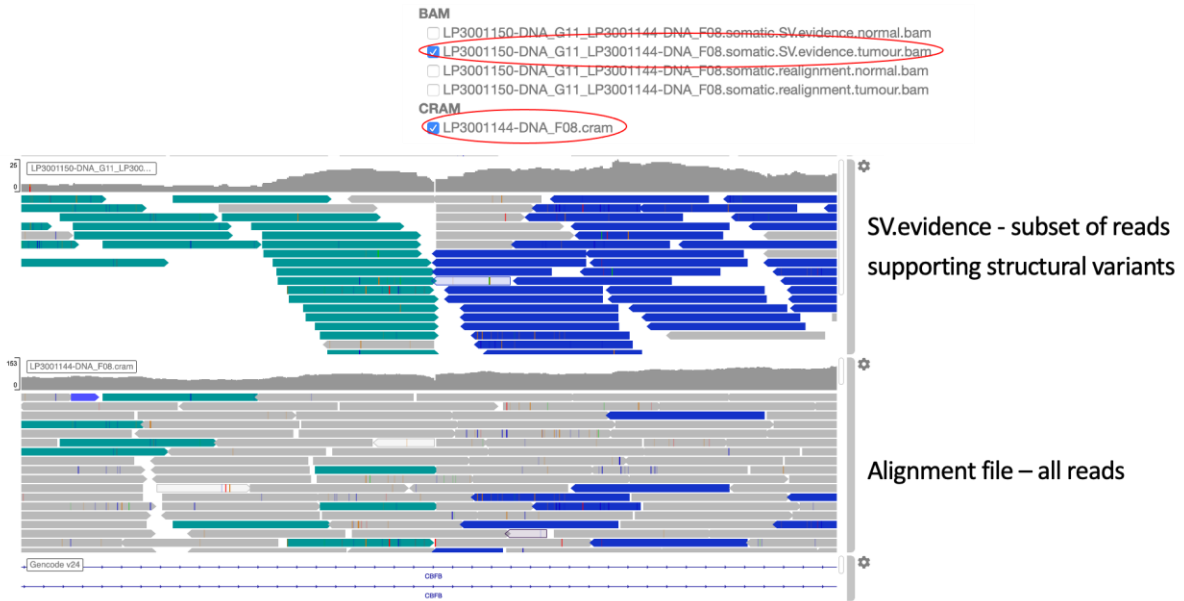 BAM
LP3001150-DNA_G11_LP3001144-DNA_F08.somatic.SV.evidence.normal.bam
LP3001150-DNA_G11_LP3001144-DNA_F08.somatic.SV.evidence.tumour.bam
LP3001150-DNA_G11_LP3001144-DNA_F08.somatic.realignment.normal.bam
LP3001150-DNA_G11_LP3001144-DNA_F08.somatic.realignment.tumour.bam
CRAM
LP3001144-DNA_F08.cram
25
LP3001150-DNA_G11_LP300...
0
SV.evidence - subset of reads
supporting structural variants
163
LP3001144-DNA_F08.cram
0
Alignment file – all reads
Gencode v24
CBFB
CBFB